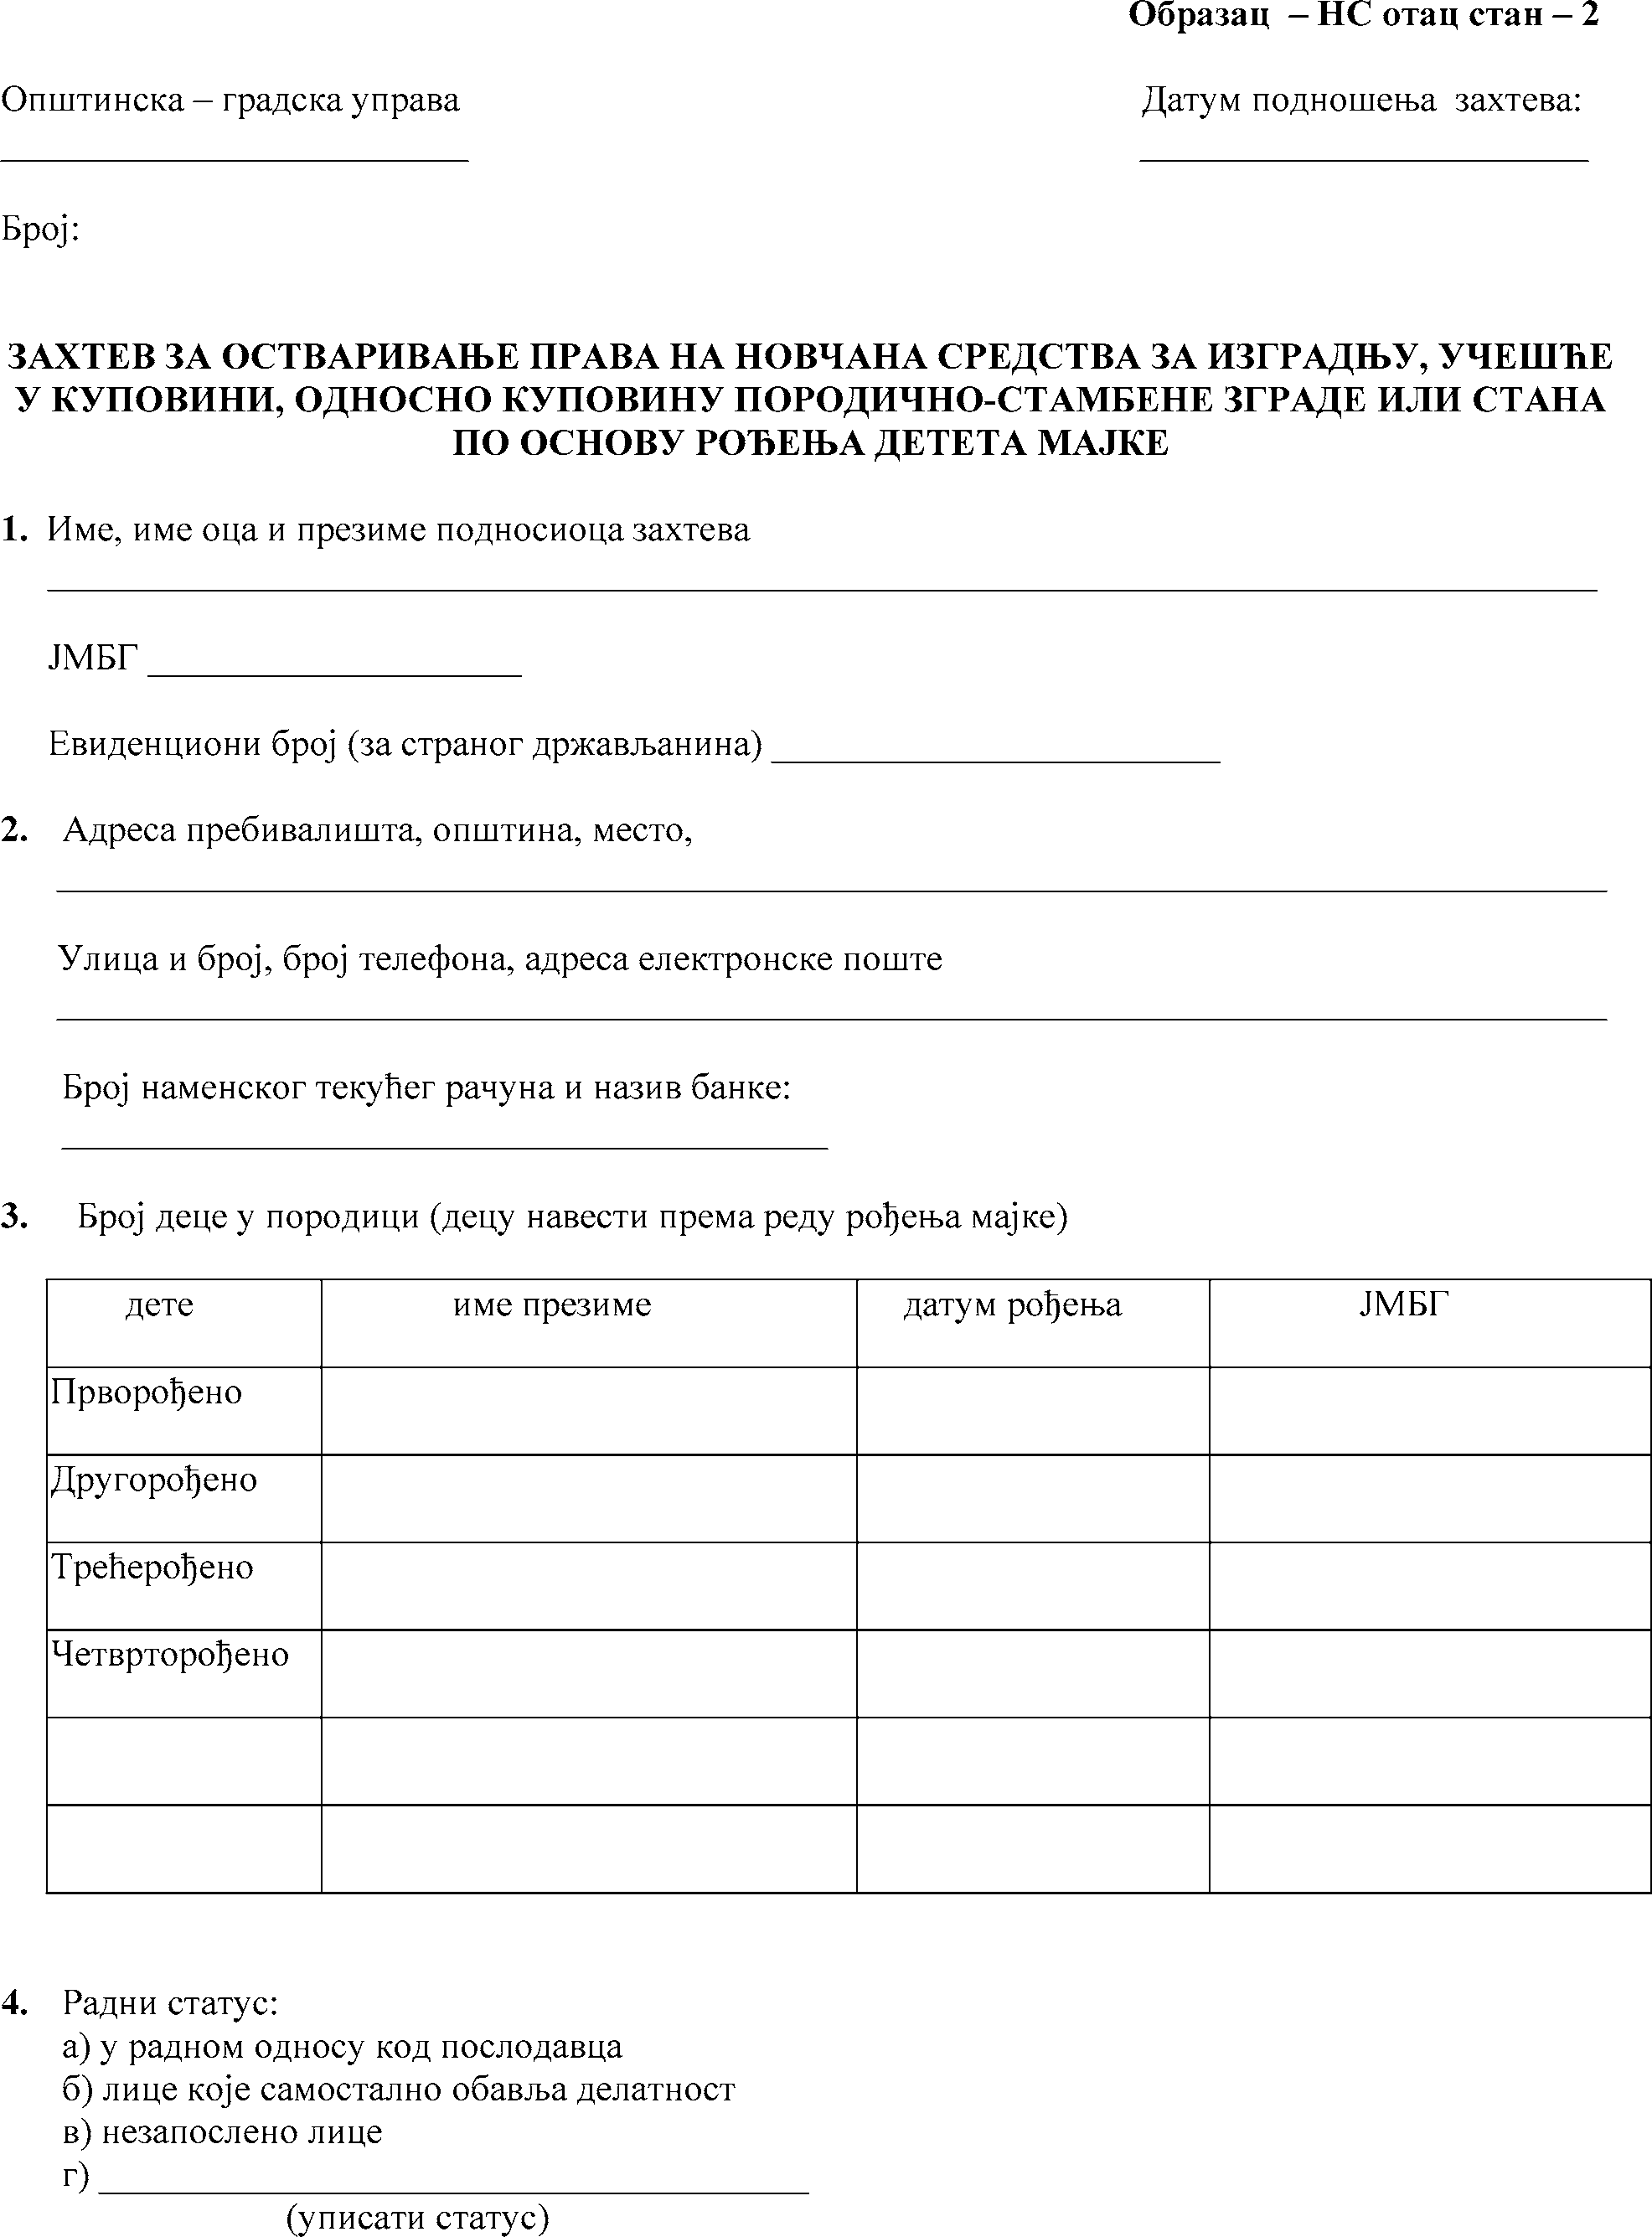 Образац – НС отац стан – 2
Општинска – градска управа Датум подношења захтева:
Број:
ЗАХТЕВ ЗА ОСТВАРИВАЊЕ ПРАВА НА НОВЧАНА СРЕДСТВА ЗА ИЗГРАДЊУ, УЧЕШЋЕ
У КУПОВИНИ, ОДНОСНО КУПОВИНУ ПОРОДИЧНО-СТАМБЕНЕ ЗГРАДЕ ИЛИ СТАНА
ПО ОСНОВУ РОЂЕЊА ДЕТЕТА МАЈКЕ
1. Име, име оца и презиме подносиоца захтева
ЈМБГ
Евиденциони број (за страног држављанина)
2. Адреса пребивалишта, општина, место,
Улица и број, број телефона, адреса електронске поште
Број наменског текућег рачуна и назив банке:
3. Број деце у породици (децу навести према реду рођења мајке)
дете име презиме датум рођења ЈМБГ
Прворођено
Другорођено
Трећерођено
Четврторођено
4. Радни статус:
а) у радном односу код послодавца
б) лице које самостално обавља делатност
в) незапослено лице
г)
(уписати статус)